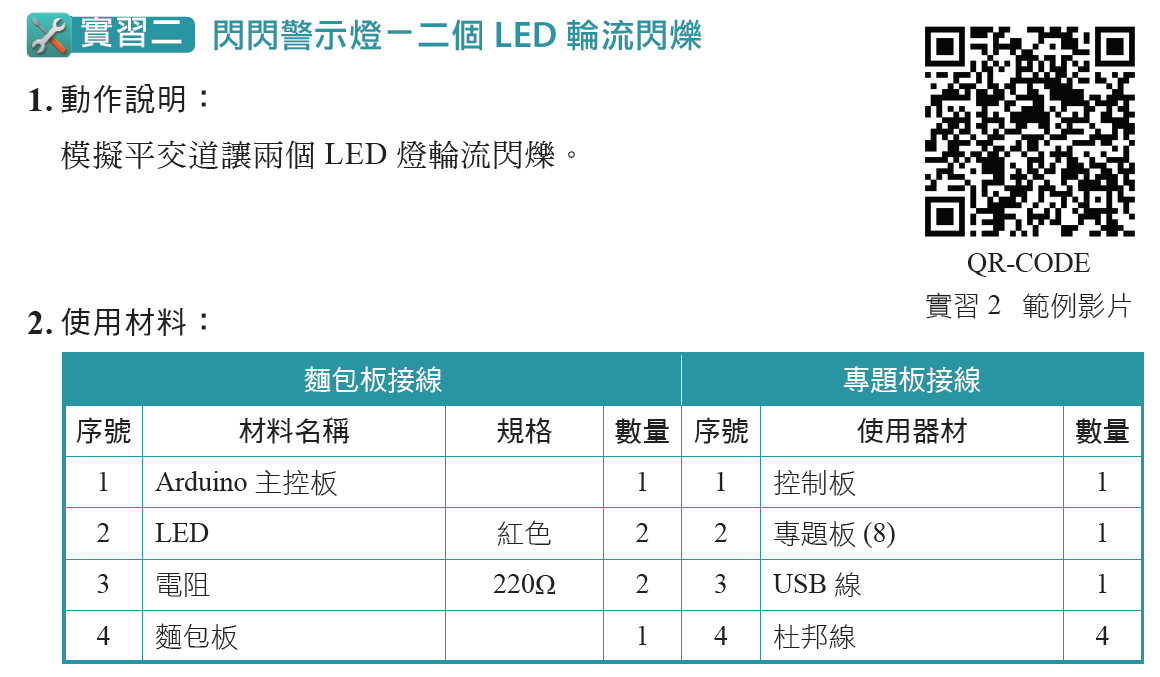 實習二 閃閃警示燈－二個 LED 輪流閃爍
1. 動作說明：
模擬平交道讓兩個 LED 燈輪流閃爍。
QR-CODE
實習 2 範例影片
2. 使用材料：
麵包板接線 專題板接線
序號 材料名稱 規格 數量 序號 使用器材 數量
1 Arduino 主控板 1 1 控制板 1
2 LED 紅色 2 2 專題板 (8) 1
3 電阻 220Ω 2 3 USB 線 1
4 麵包板 1 4 杜邦線 4